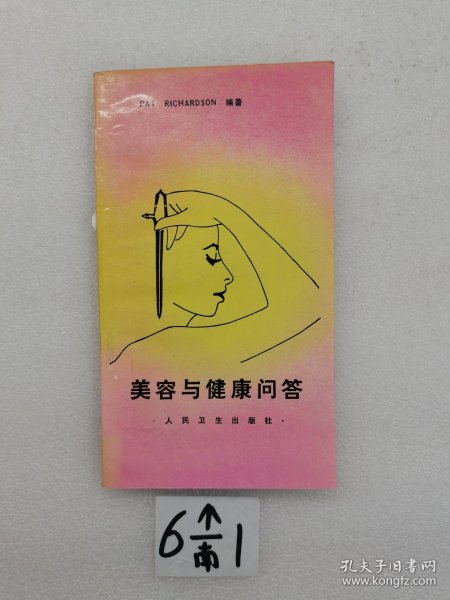 PAT RICHARDSON 编著
美容与健康问答
·人民卫生出版社·
6 ↑ 南 1
孔夫子旧书网
www.kongfz.com